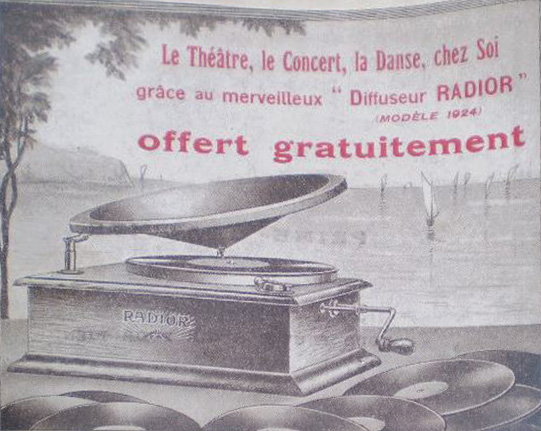 Le Théâtre, le Concert, la Danse, chez Soi
grâce au merveilleux " Diffuseur RADIOR "
(MODÈLE 1924)
offert gratuitement
RADIOR